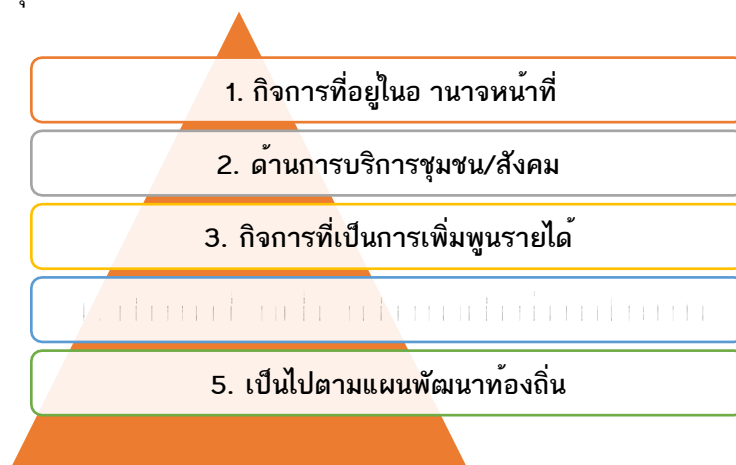 1. กิจการที่อยู่ในอ านาจหน้าที่
2. ด้านการบริการชุมชน/สังคม
3. กิจการที่เป็นการเพิ่มพูนรายได้
5. เป็นไปตามแผนพัฒนาท้องถิ่น